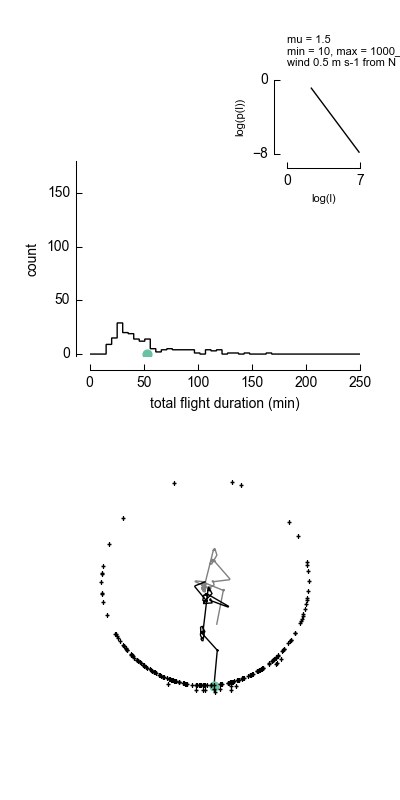 mu = 1.5
min = 10, max = 1000_
wind 0.5 m s-1 from N
0
log(p(l))
−8
0
7
log(l)
150
100
50
0
count
0
50
100
150
200
250
total flight duration (min)